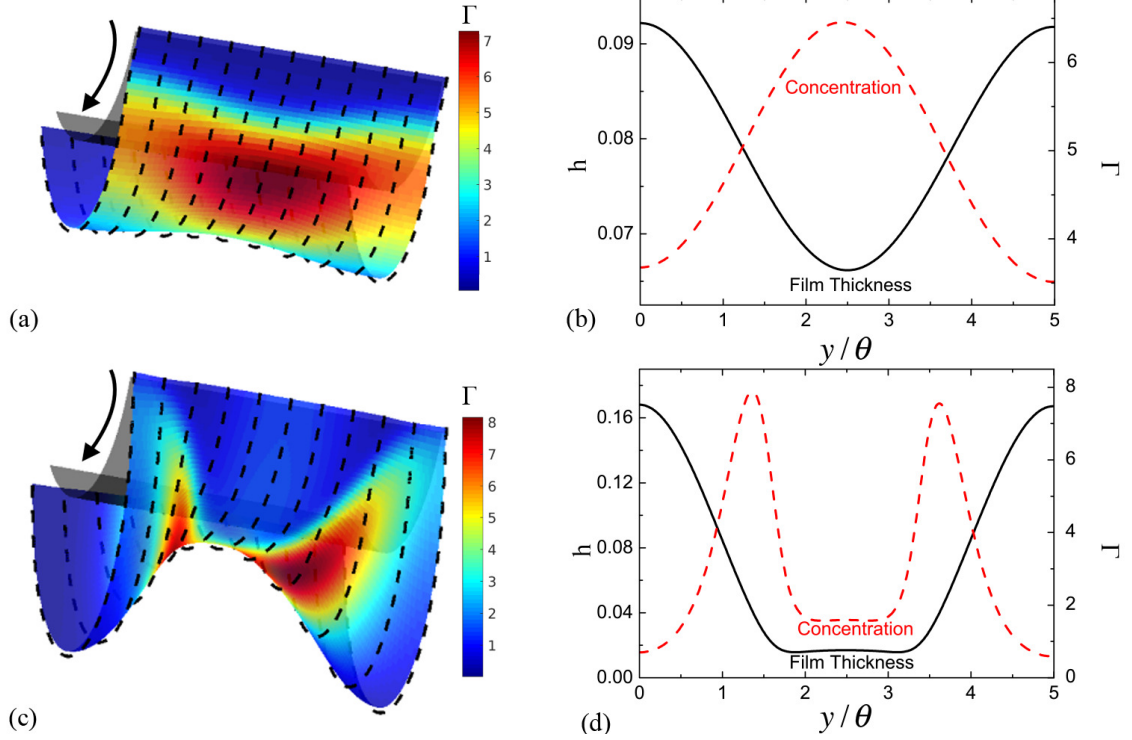 Γ
7
6
5
4
3
2
1
(a)
0.09
0.08
0.07
h
Concentration
Film Thickness
6
5
4
Γ
0 1 2 3 4 5
y / θ
(b)
Γ
8
7
6
5
4
3
2
1
(c)
0.16
0.12
0.08
0.04
0.00
h
Concentration
Film Thickness
8
6
4
2
0
Γ
0 1 2 3 4 5
y / θ
(d)